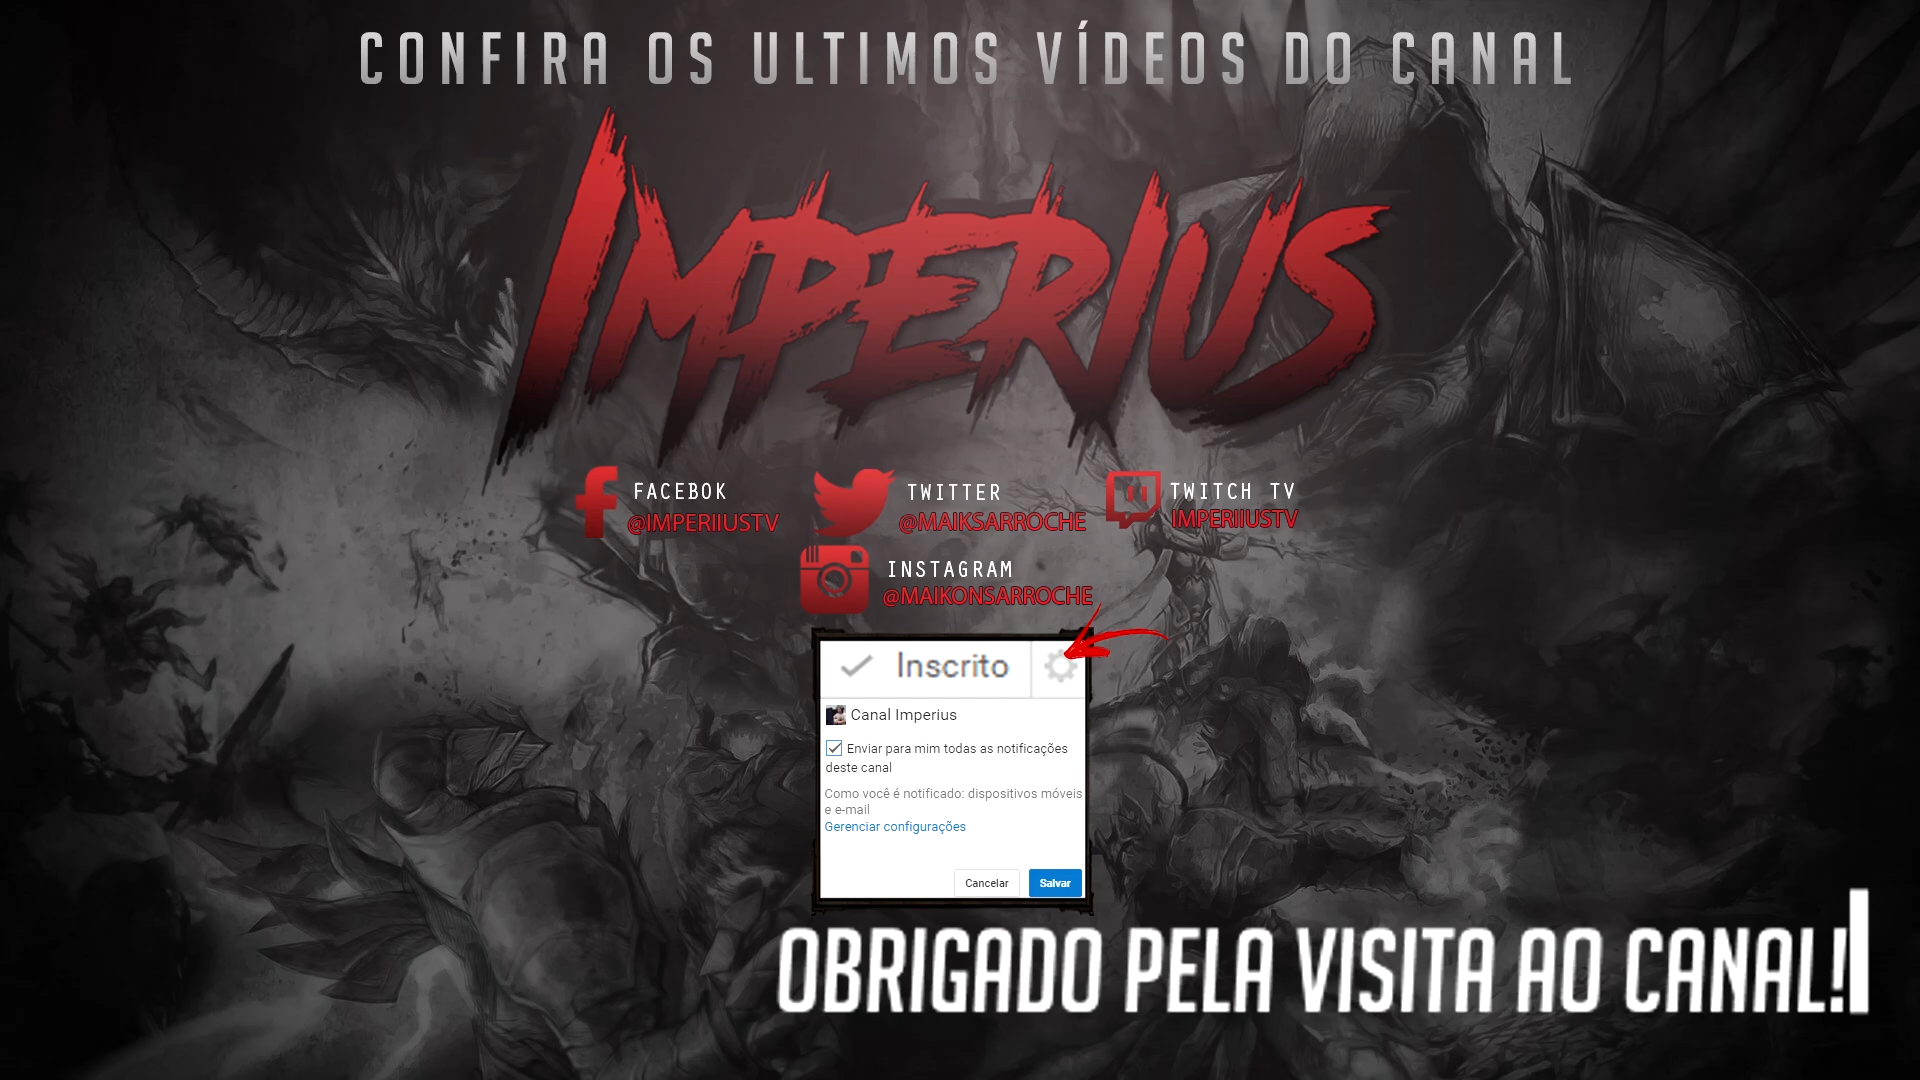 CONFIRA OS ULTIMOS VÍDEOS DO CANAL
IMPERIUS
FACEBOK
@IMPERIIUSTV
TWITTER
@MAIKSARROCHE
TWITCH TV
IMPERIIUSTV
INSTAGRAM
@MAIKONSARROCHE
Inscrito
Canal Imperius
Enviar para mim todas as notificações
deste canal
Como você é notificado: dispositivos móveis
e e-mail
Gerenciar configurações
Cancelar Salvar
OBRIGADO PELA VISITA AO CANAL!